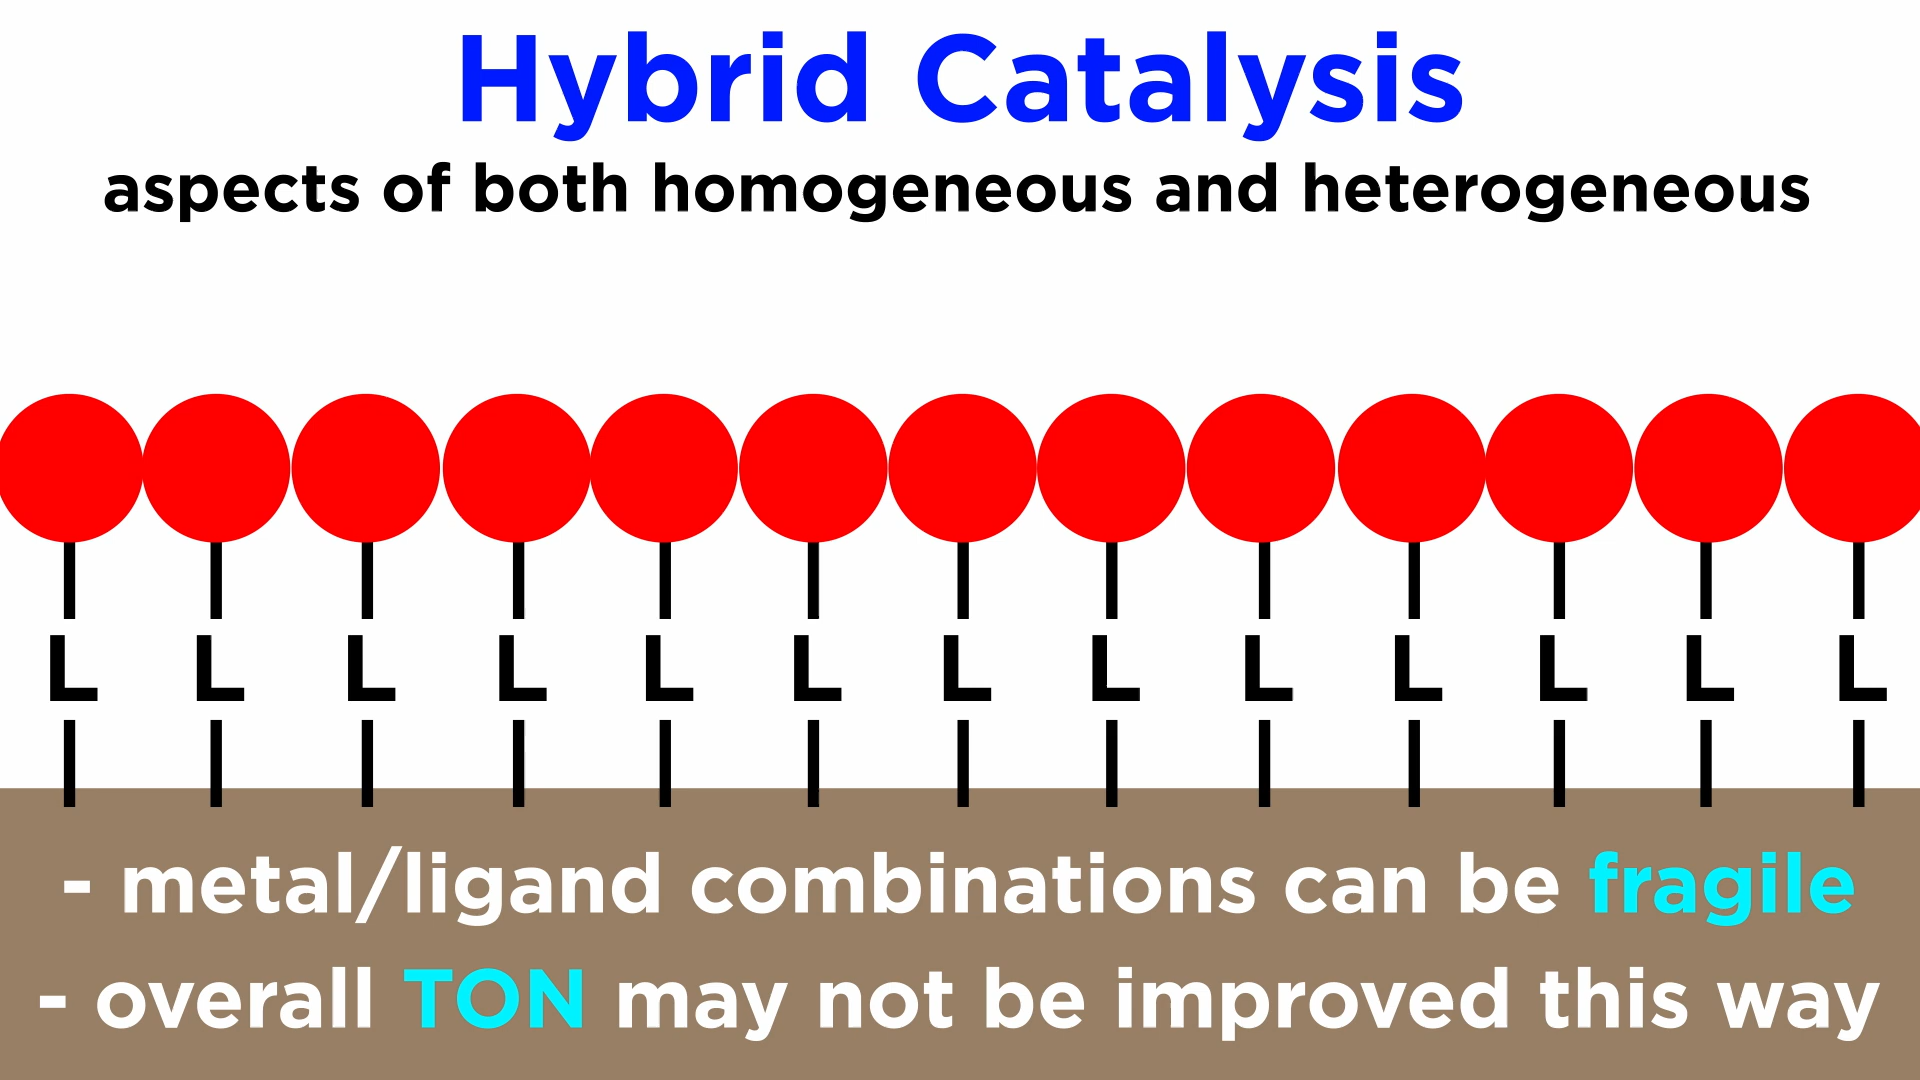 Hybrid Catalysis
aspects of both homogeneous and heterogeneous
L L L L L L L L L L L L L
- metal/ligand combinations can be fragile
- overall TON may not be improved this way